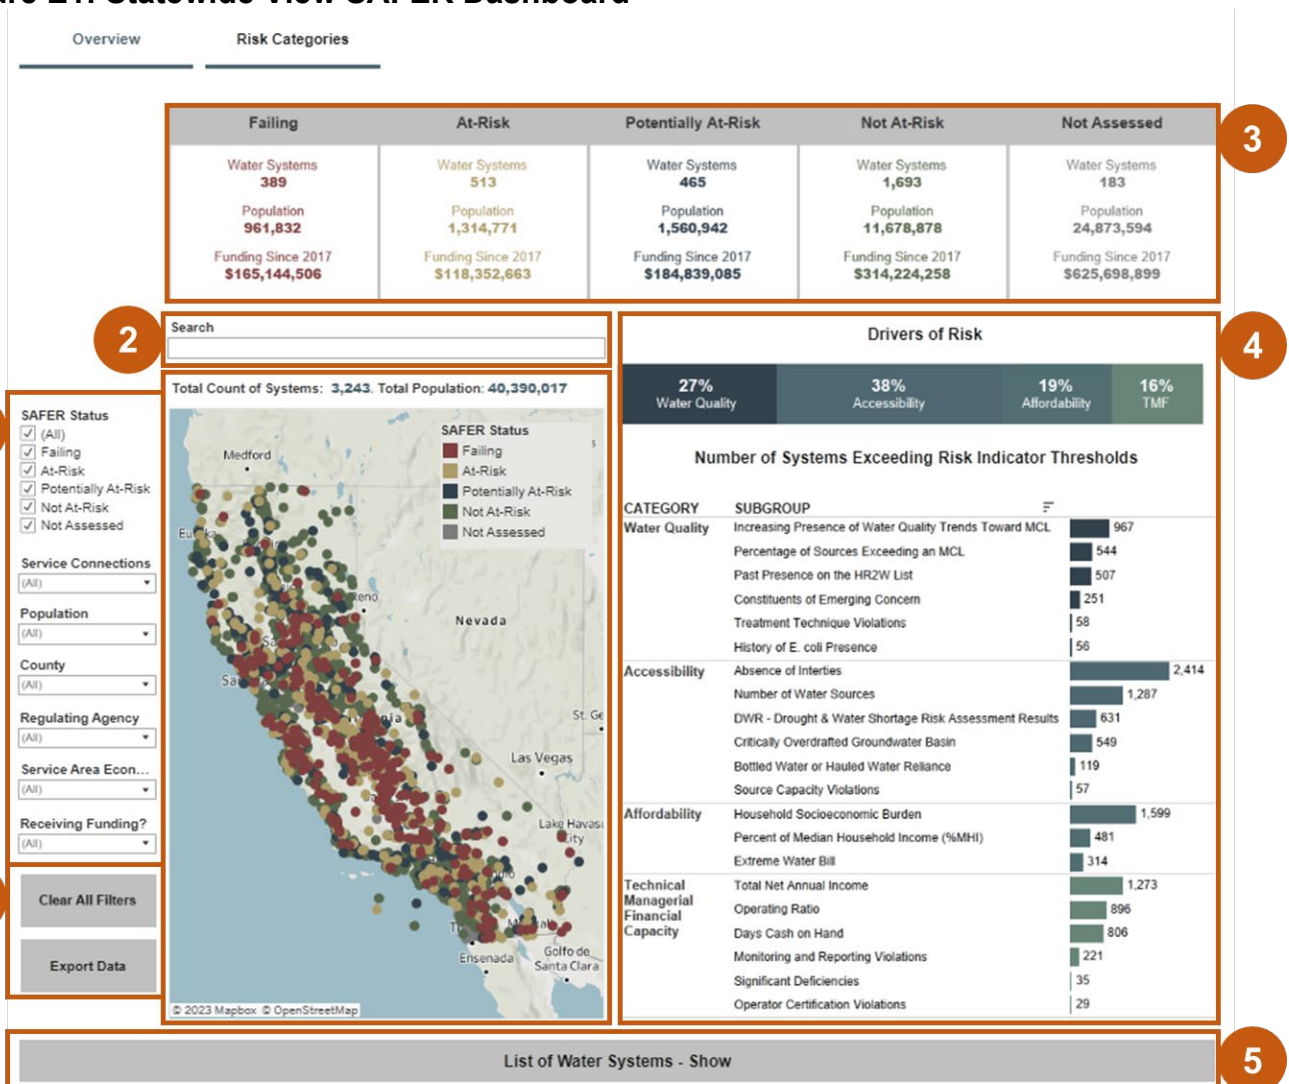 Statewide View SAFER Dashboard
Overview
Risk Categories
Failing
At-Risk
Potentially At-Risk
Not At-Risk
Not Assessed
Water Systems
389
Population
961,832
Funding Since 2017
$165,144,506
Water Systems
513
Population
1,314,771
Funding Since 2017
$118,352,663
Water Systems
465
Population
1,560,942
Funding Since 2017
$184,839,085
Water Systems
1,693
Population
11,678,878
Funding Since 2017
$314,224,258
Water Systems
183
Population
24,873,594
Funding Since 2017
$625,698,899
3
2
Search
Total Count of Systems: 3,243. Total Population: 40,390,017
SAFER Status
(All)
Failing
At-Risk
Potentially At-Risk
Not At-Risk
Not Assessed
Service Connections
(All)
Population
(All)
County
(All)
Regulating Agency
(All)
Service Area Econ...
(All)
Receiving Funding?
(All)
Clear All Filters
Export Data
SAFER Status
Failing
At-Risk
Potentially At-Risk
Not At-Risk
Not Assessed
Medford
Nevada
St. Ge
Las Vegas
Lake Havas
City
Ensenada
Golfo de
Santa Clara
© 2023 Mapbox © OpenStreetMap
4
Drivers of Risk
27%
Water Quality
38%
Accessibility
19%
Affordability
16%
TMF
Number of Systems Exceeding Risk Indicator Thresholds
CATEGORY SUBGROUP
Water Quality Increasing Presence of Water Quality Trends Toward MCL 967
Percentage of Sources Exceeding an MCL 544
Past Presence on the HR2W List 507
Constituents of Emerging Concern 251
Treatment Technique Violations 58
History of E. coli Presence 56
Accessibility Absence of Interties 2,414
Number of Water Sources 1,287
DWR - Drought & Water Shortage Risk Assessment Results 631
Critically Overdrafted Groundwater Basin 549
Bottled Water or Hauled Water Reliance 119
Source Capacity Violations 57
Affordability Household Socioeconomic Burden 1,599
Percent of Median Household Income (%MHI) 481
Extreme Water Bill 314
Technical
Managerial
Financial
Capacity
Total Net Annual Income 1,273
Operating Ratio 896
Days Cash on Hand 806
Monitoring and Reporting Violations 221
Significant Deficiencies 35
Operator Certification Violations 29
List of Water Systems - Show
5